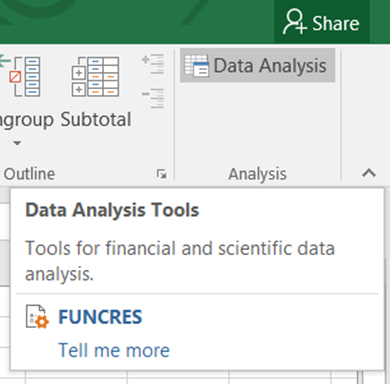 Share
Data Analysis
ngroup Subtotal
Outline
Analysis
Data Analysis Tools
Tools for financial and scientific data
analysis.
FUNCRES
Tell me more